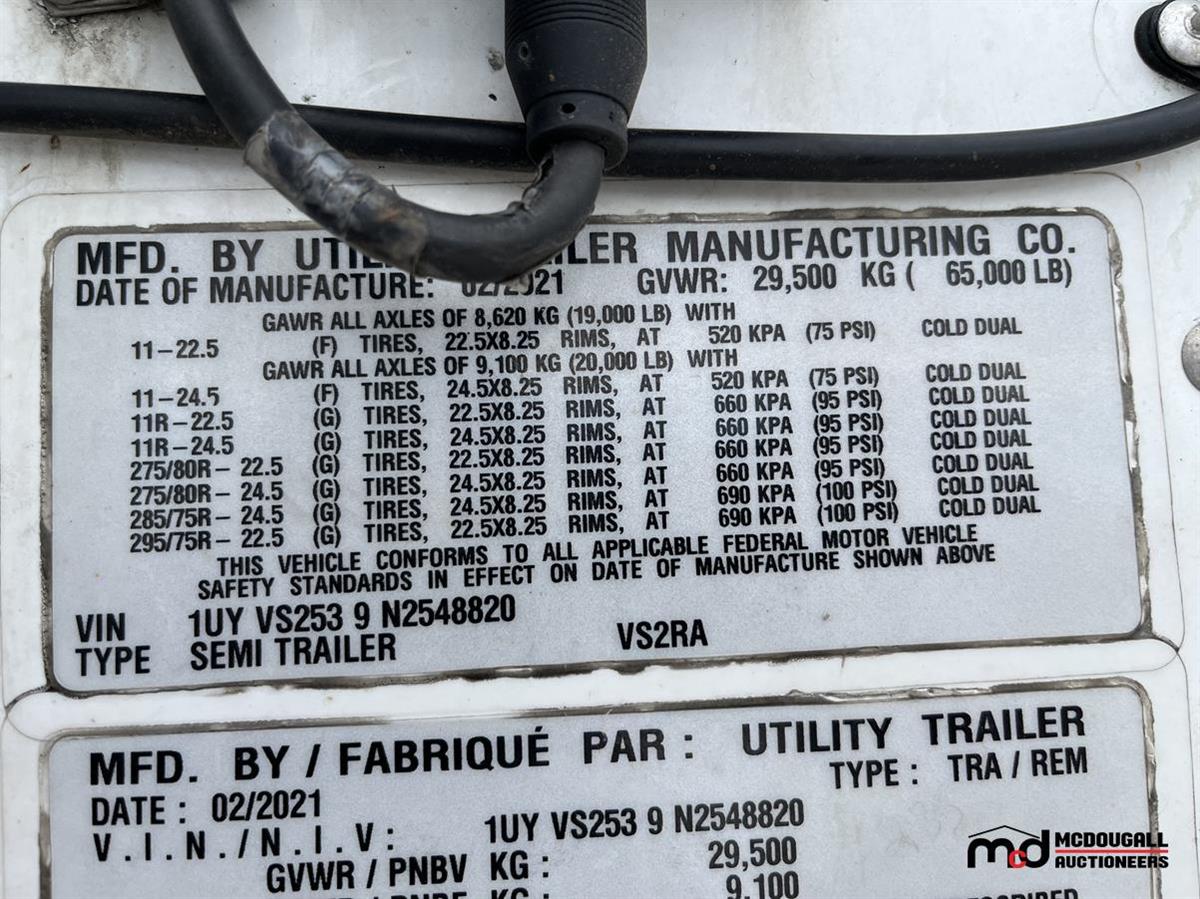 MFD. BY UTILITY TRAILER MANUFACTURING CO.
DATE OF MANUFACTURE: 02/2021 GVWR: 29,500 KG ( 65,000 LB)
GAWR ALL AXLES OF 8,620 KG (19,000 LB) WITH
11-22.5 (F) TIRES, 22.5X8.25 RIMS, AT 520 KPA (75 PSI) COLD DUAL
GAWR ALL AXLES OF 9,100 KG (20,000 LB) WITH
11-24.5 (F) TIRES, 24.5X8.25 RIMS, AT 520 KPA (75 PSI) COLD DUAL
11R-22.5 (G) TIRES, 22.5X8.25 RIMS, AT 660 KPA (95 PSI) COLD DUAL
11R-24.5 (G) TIRES, 24.5X8.25 RIMS, AT 660 KPA (95 PSI) COLD DUAL
275/80R-22.5 (G) TIRES, 22.5X8.25 RIMS, AT 660 KPA (95 PSI) COLD DUAL
275/80R-24.5 (G) TIRES, 24.5X8.25 RIMS, AT 660 KPA (95 PSI) COLD DUAL
285/75R-24.5 (G) TIRES, 24.5X8.25 RIMS, AT 690 KPA (100 PSI) COLD DUAL
295/75R-22.5 (G) TIRES, 22.5X8.25 RIMS, AT 690 KPA (100 PSI) COLD DUAL
THIS VEHICLE CONFORMS TO ALL APPLICABLE FEDERAL MOTOR VEHICLE
SAFETY STANDARDS IN EFFECT ON DATE OF MANUFACTURE SHOWN ABOVE
VIN 1UY VS253 9 N2548820
TYPE SEMI TRAILER VS2RA
MFD. BY / FABRIQUÉ PAR : UTILITY TRAILER
TYPE : TRA / REM
DATE : 02/2021
V.I.N./N.I.V: 1UY VS253 9 N2548820
GVWR / PNBV KG : 29,500
KG : 9,100
mcd MCDOUGALL
AUCTIONEERS